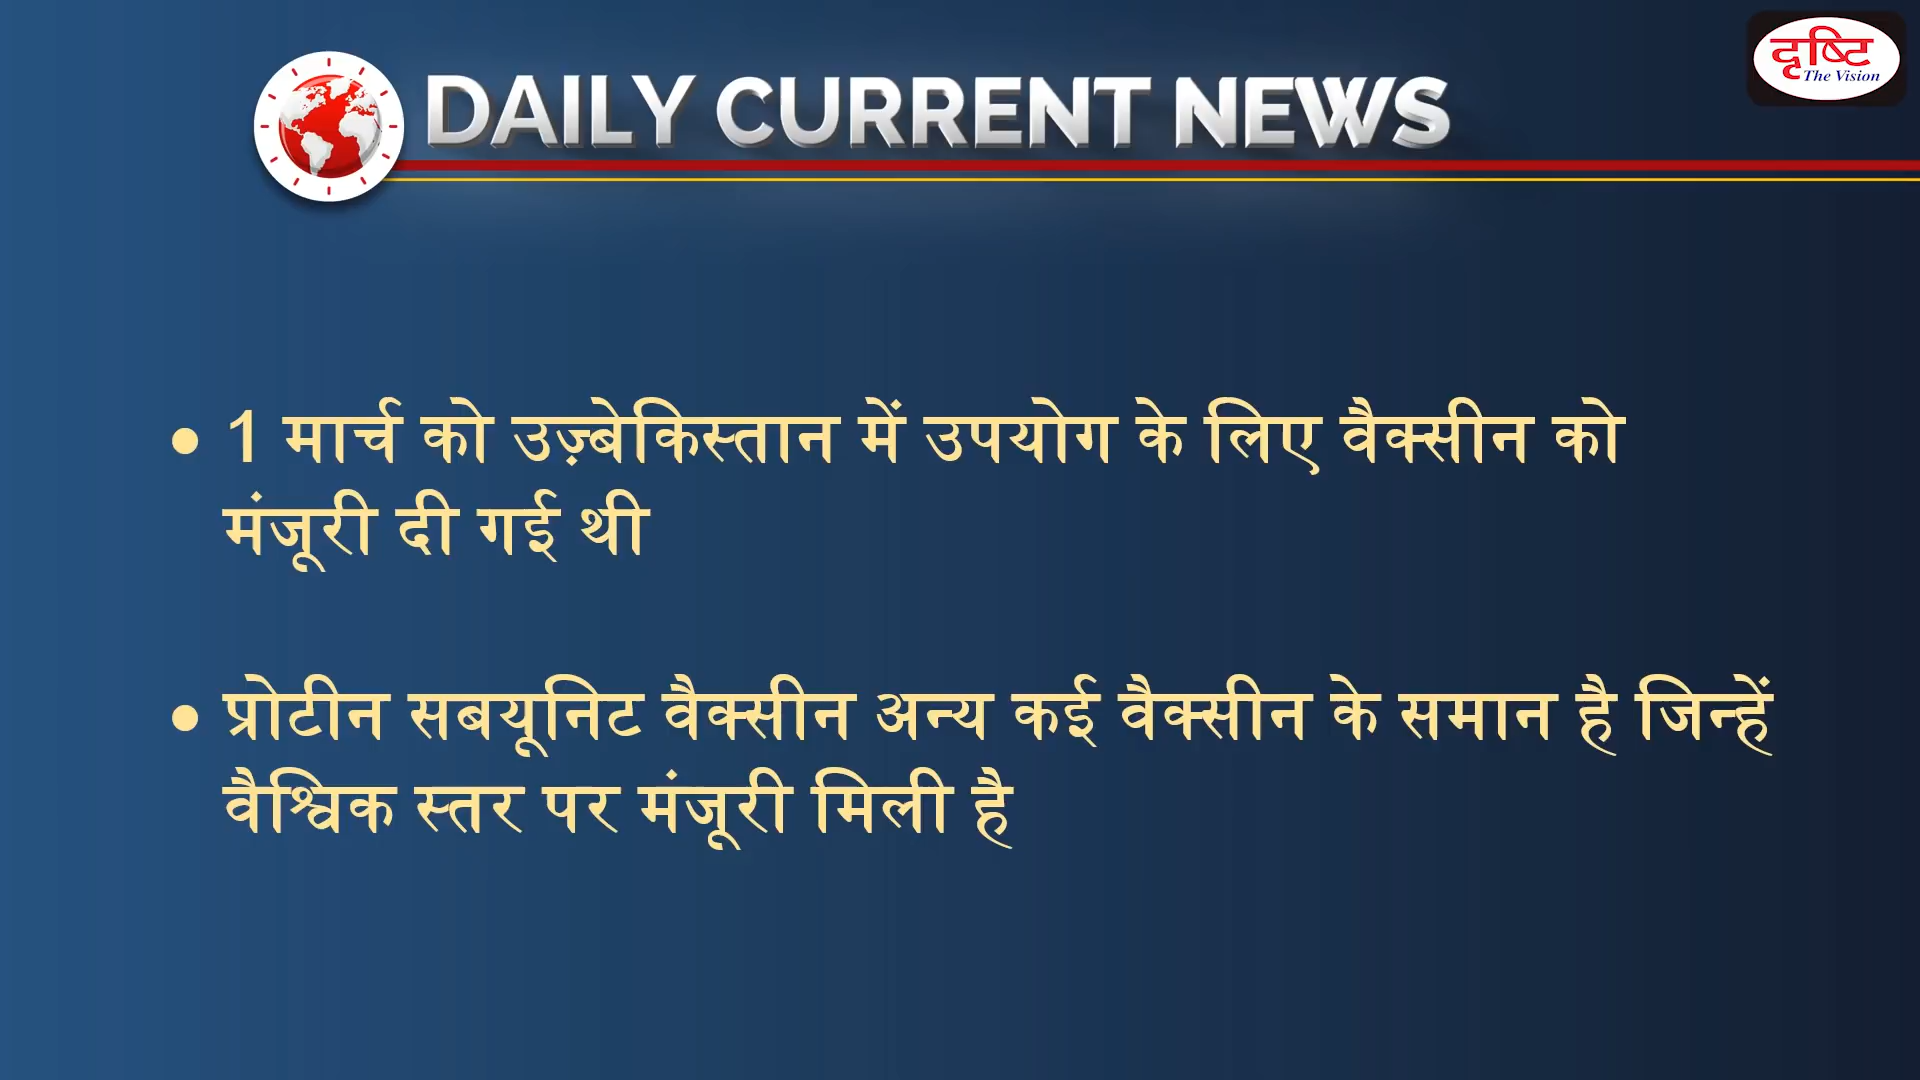 दृष्टि
The Vision
DAILY CURRENT NEWS
• 1 मार्च को उज़्बेकिस्तान में उपयोग के लिए वैक्सीन को
मंजूरी दी गई थी
• प्रोटीन सबयूनिट वैक्सीन अन्य कई वैक्सीन के समान है जिन्हें
वैश्विक स्तर पर मंजूरी मिली है